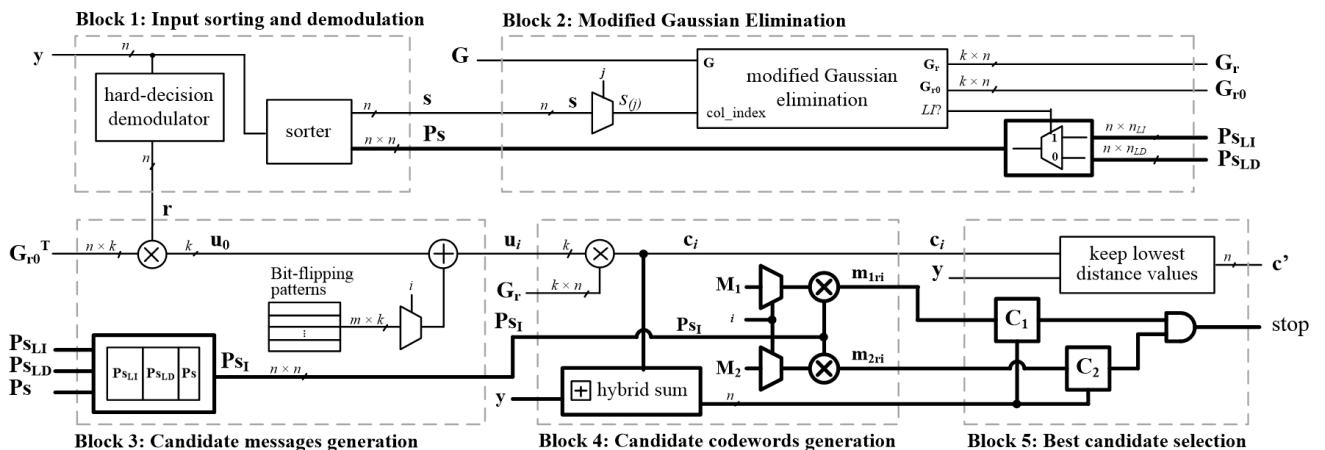 Block 1: Input sorting and demodulation
y
n
hard-decision
demodulator
n
sorter
n
s
n × n
Ps
r
Block 2: Modified Gaussian Elimination
G
j
n
s
S(j)
G
col_index
modified Gaussian
elimination
Gr
Gr0
LI?
k × n
k × n
Gr
Gr0
1
0
n × nLI
n × nLD
PsLI
PsLD
Gr0T
n × k
k
u0
Bit-flipping
patterns
⋮
m × k
i
ui
PsLI
PsLD
Ps
PsLI
PsLD
Ps
PsI
n × n
PsI
Block 3: Candidate messages generation
k
ci
Gr
k × n
M1
i
M2
PsI
m1ri
m2ri
y
+ hybrid sum
n
Block 4: Candidate codewords generation
ci
y
keep lowest
distance values
n
c’
C1
C2
stop
Block 5: Best candidate selection